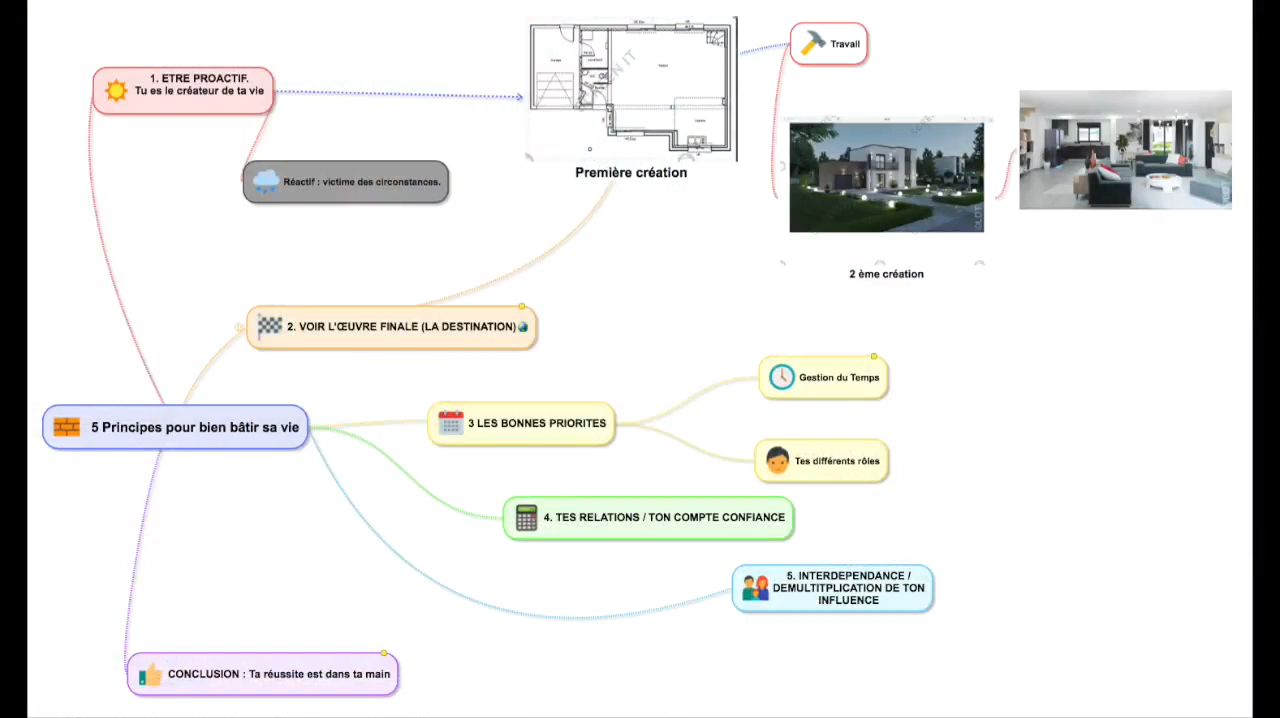 1. ETRE PROACTIF.
Tu es le créateur de ta vie
Réactif : victime des circonstances.
Première création
Travail
2 ème création
2. VOIR L'ŒUVRE FINALE (LA DESTINATION)
5 Principes pour bien bâtir sa vie
3 LES BONNES PRIORITES
Gestion du Temps
Tes différents rôles
4. TES RELATIONS / TON COMPTE CONFIANCE
5. INTERDEPENDANCE /
DEMULTITPLICATION DE TON
INFLUENCE
CONCLUSION : Ta réussite est dans ta main